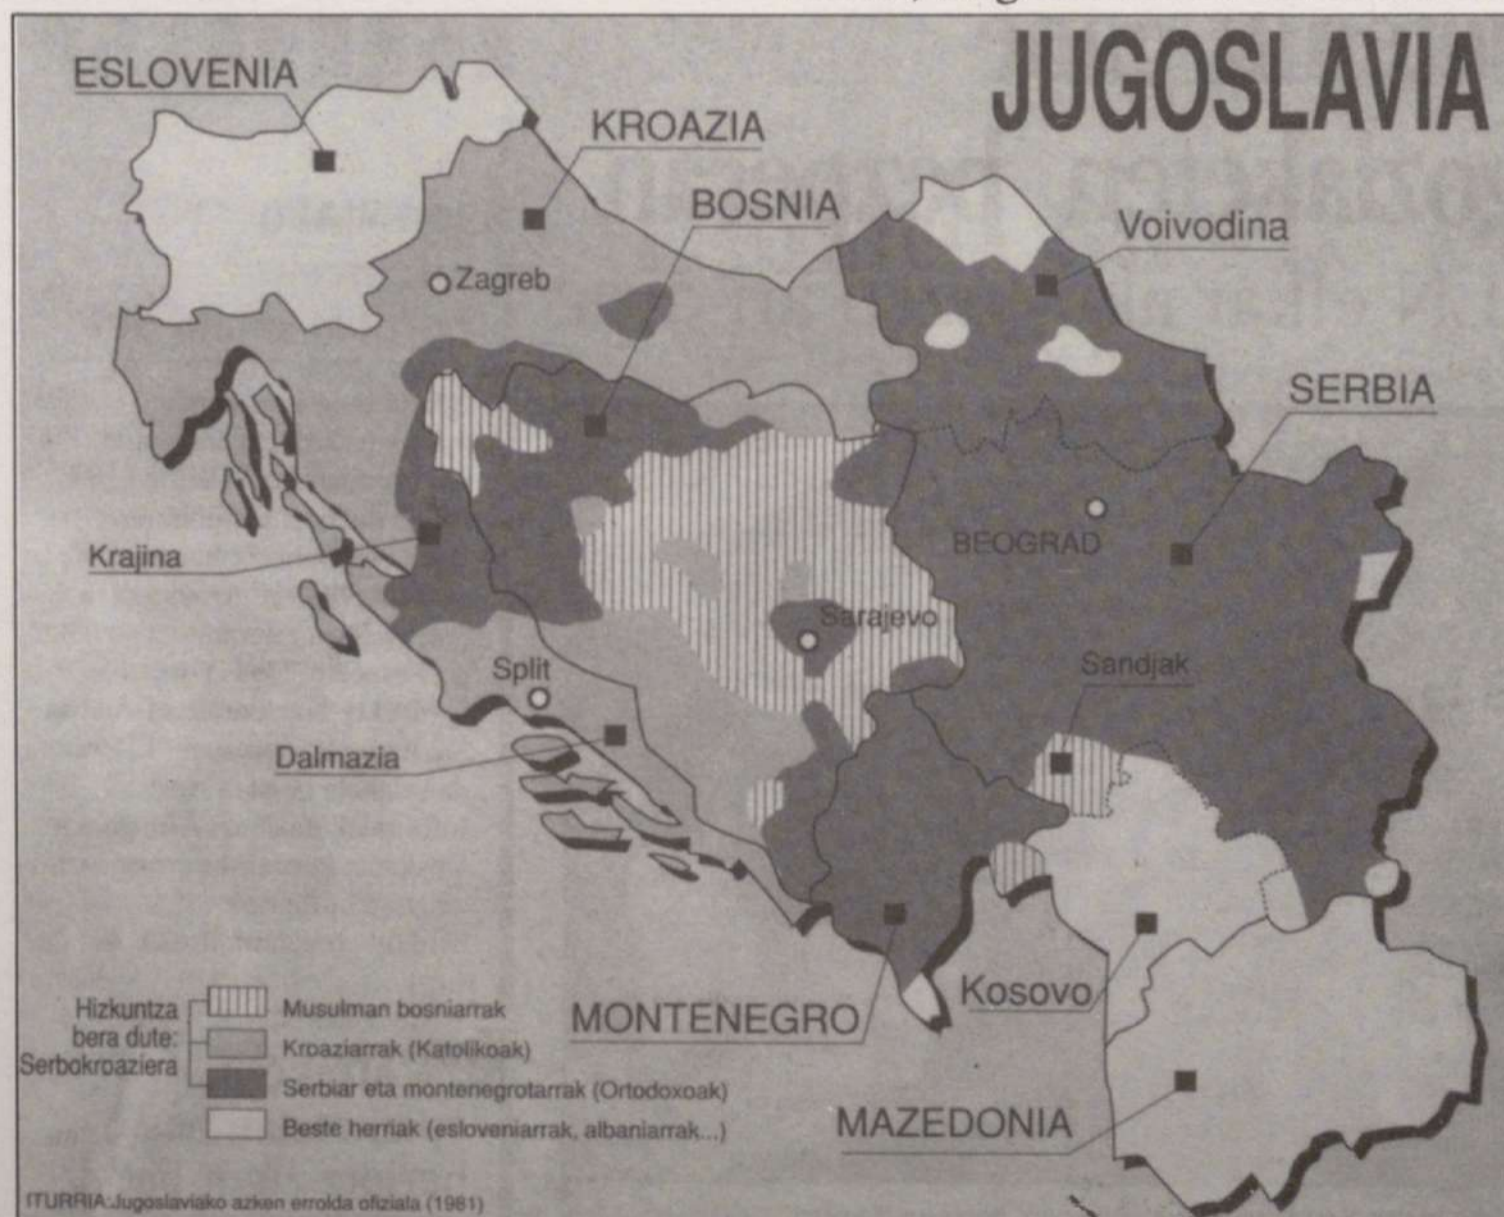 JUGOSLAVIA
ESLOVENIA
KROAZIA
BOSNIA
Voivodina
Zagreb
SERBIA
BEOGRAD
Krajina
Sarajevo
Split
Sandjak
Dalmazia
Kosovo
MONTENEGRO
MAZEDONIA
Hizkuntza
bera dute:
Serbokroaziera
Musulman bosniarrak
Kroaziarrak (Katolikoak)
Serbiar eta montenegrotarrak (Ortodoxoak)
Beste herriak (esloveniarrak, albaniarrak...)
ITURRIA:Jugoslaviako azken errolda ofiziala (1981)